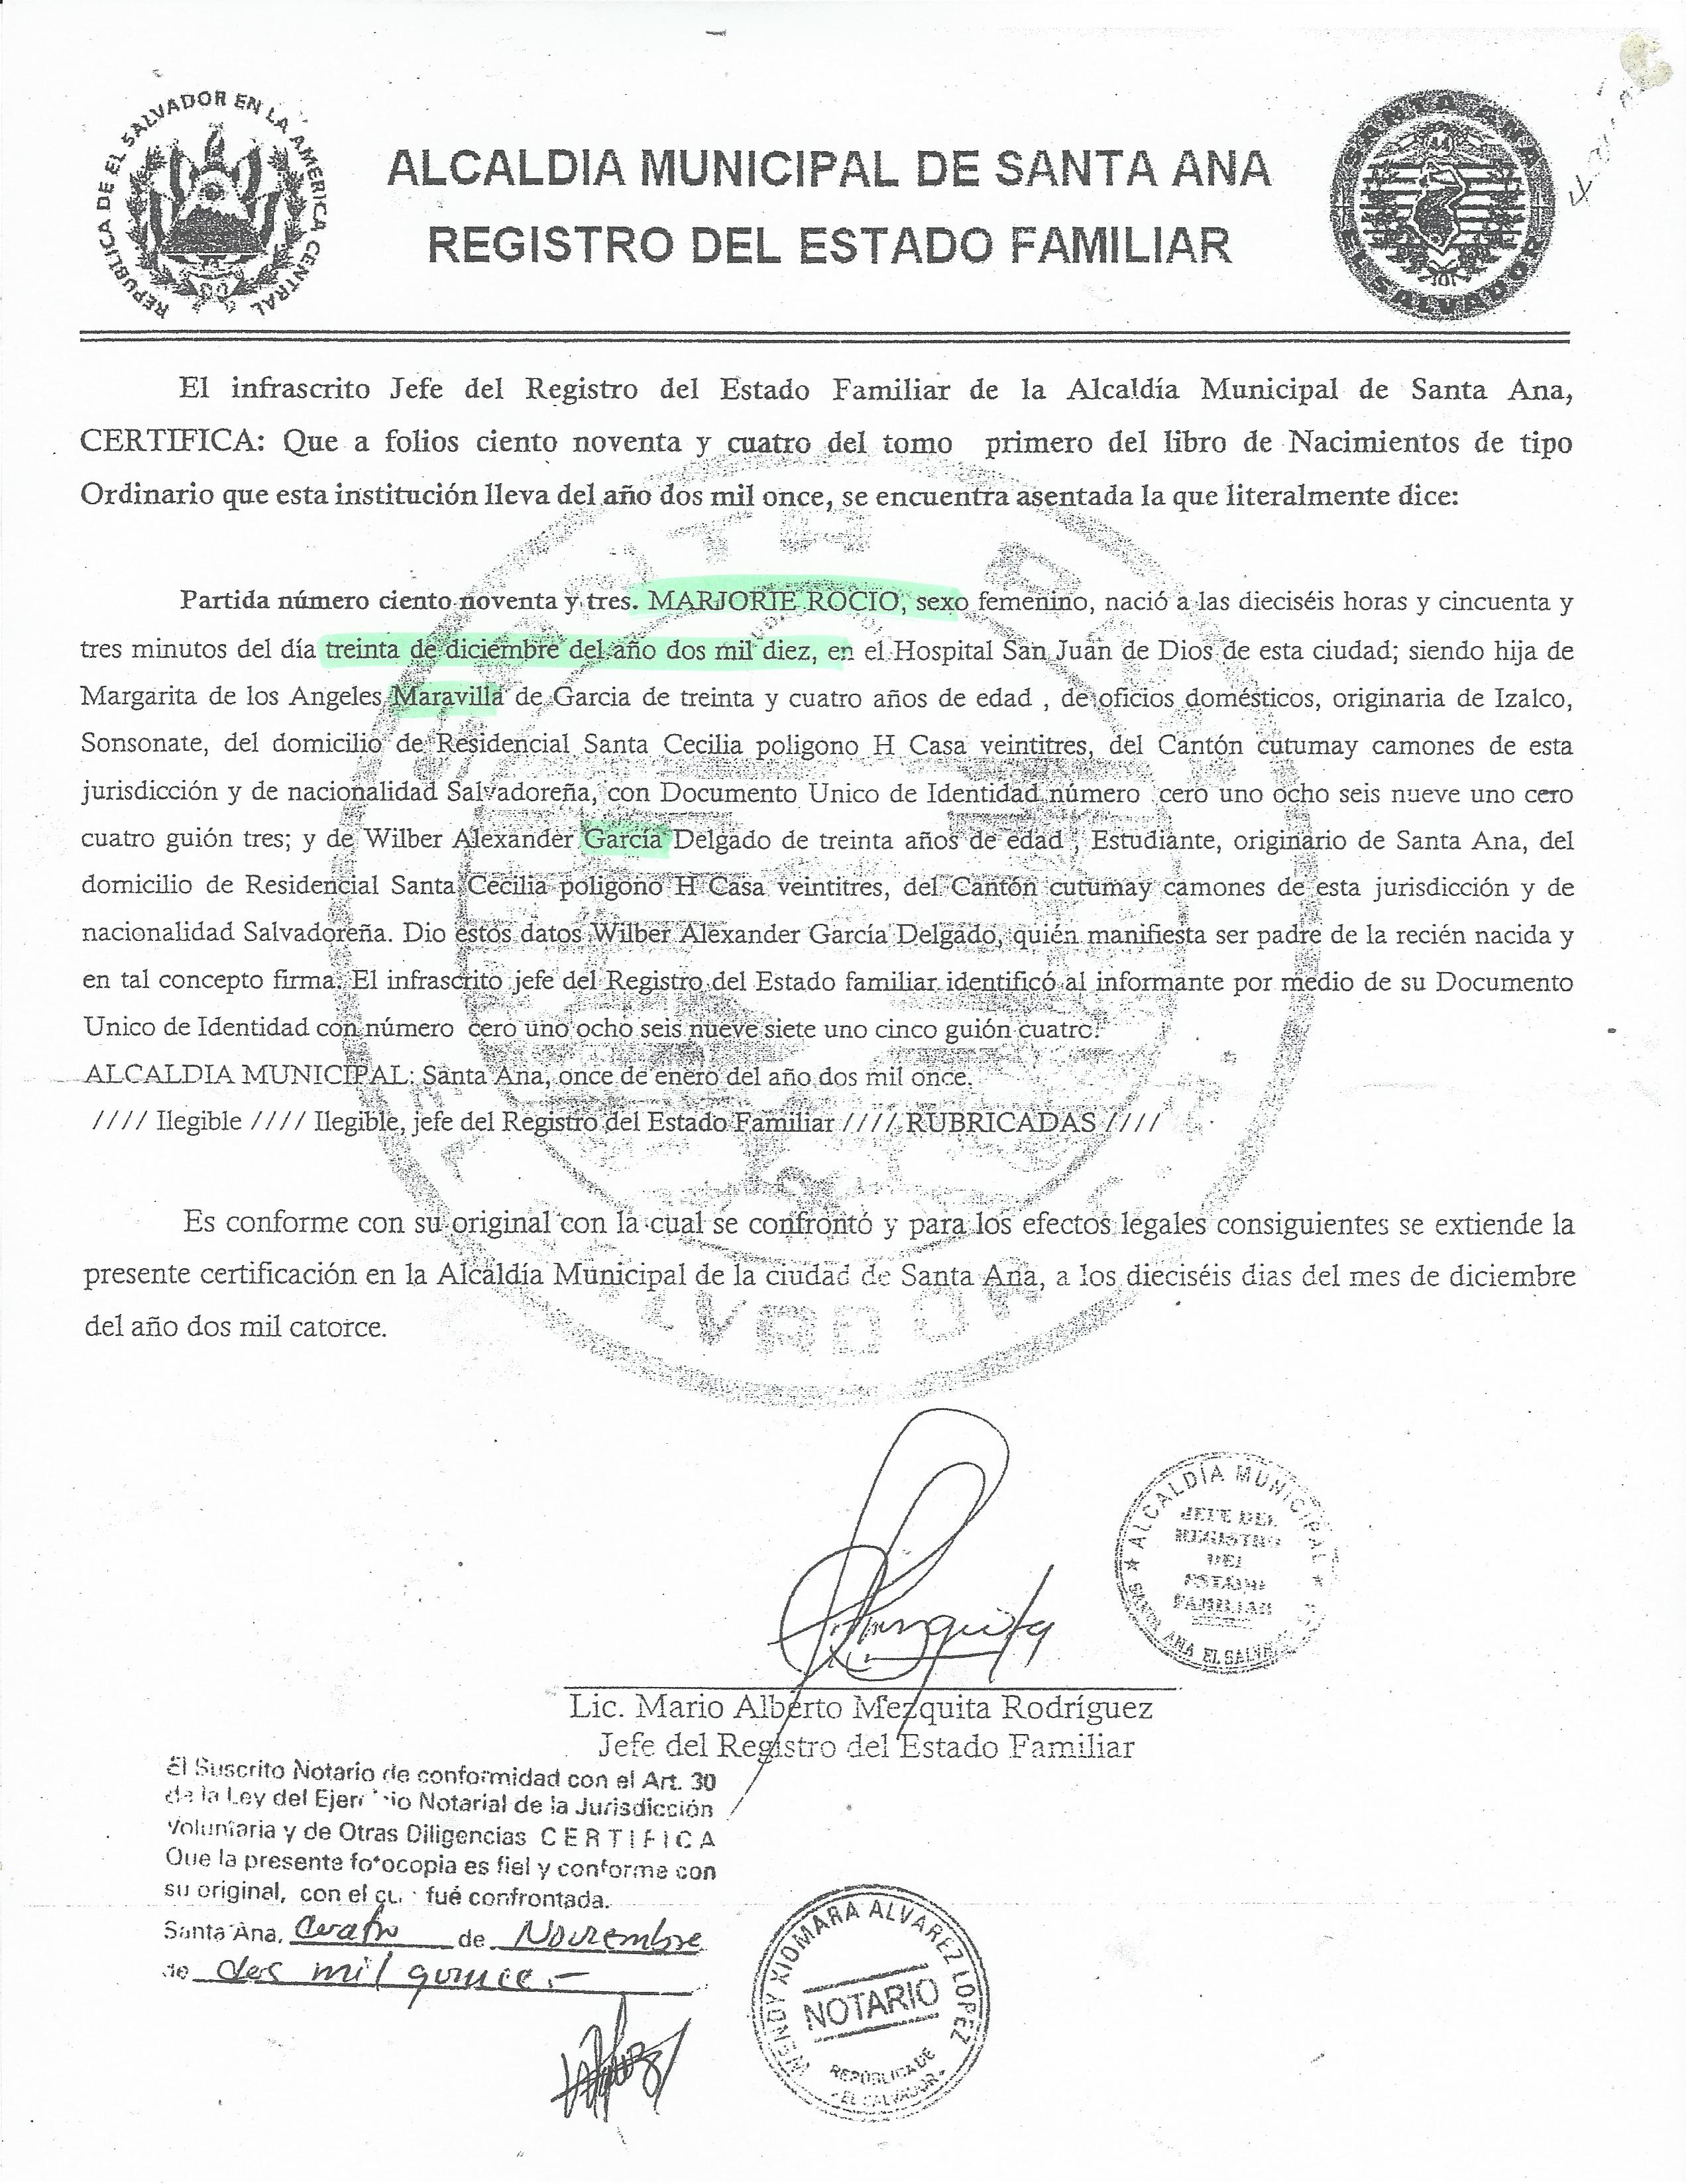 REPUBLICA DE EL SALVADOR EN LA AMERICA CENTRAL
ALCALDIA MUNICIPAL DE SANTA ANA
REGISTRO DEL ESTADO FAMILIAR
SANTA ANA
EL SALVADOR
El infrascrito Jefe del Registro del Estado Familiar de la Alcaldía Municipal de Santa Ana,
CERTIFICA: Que a folios ciento noventa y cuatro del tomo primero del libro de Nacimientos de tipo
Ordinario que esta institución lleva del año dos mil once, se encuentra asentada la que literalmente dice:
Partida número ciento noventa y tres. MARJORIE ROCIO, sexo femenino, nació a las dieciséis horas y cincuenta y
tres minutos del día treinta de diciembre del año dos mil diez, en el Hospital San Juan de Dios de esta ciudad; siendo hija de
Margarita de los Angeles Maravilla de Garcia de treinta y cuatro años de edad , de oficios domésticos, originaria de Izalco,
Sonsonate, del domicilio de Residencial Santa Cecilia poligono H Casa veintitres, del Cantón cutumay camones de esta
jurisdicción y de nacionalidad Salvadoreña, con Documento Unico de Identidad número cero uno ocho seis nueve uno cero
cuatro guión tres; y de Wilber Alexander García Delgado de treinta años de edad , Estudiante, originario de Santa Ana, del
domicilio de Residencial Santa Cecilia poligono H Casa veintitres, del Cantón cutumay camones de esta jurisdicción y de
nacionalidad Salvadoreña. Dio estos datos Wilber Alexander García Delgado, quién manifiesta ser padre de la recién nacida y
en tal concepto firma. El infrascrito jefe del Registro del Estado familiar identificó al informante por medio de su Documento
Unico de Identidad con número cero uno ocho seis nueve siete uno cinco guión cuatro.
ALCALDIA MUNICIPAL: Santa Ana, once de enero del año dos mil once.
//// Ilegible //// Ilegible, jefe del Registro del Estado Familiar //// RUBRICADAS ////
Es conforme con su original con la cual se confrontó y para los efectos legales consiguientes se extiende la
presente certificación en la Alcaldía Municipal de la ciudad de Santa Ana, a los dieciséis dias del mes de diciembre
del año dos mil catorce.
ALCALDÍA MUNICIPAL
JEFE DEL
REGISTRO
DEL
ESTADO
FAMILIAR
SANTA ANA EL SALV
Lic. Mario Alberto Mezquita Rodríguez
Jefe del Registro del Estado Familiar
El Suscrito Notario de conformidad con el Art. 30
de la Ley del Ejercicio Notarial de la Jurisdicción
Voluntaria y de Otras Diligencias CERTIFICA
Que la presente fotocopia es fiel y conforme con
su original, con el cual fué confrontada.
Santa Ana, Cuatro de Noviembre
de dos mil quince.-
WENDY XIOMARA ALVAREZ LOPEZ
NOTARIO
REPÚBLICA DE
EL SALVADOR